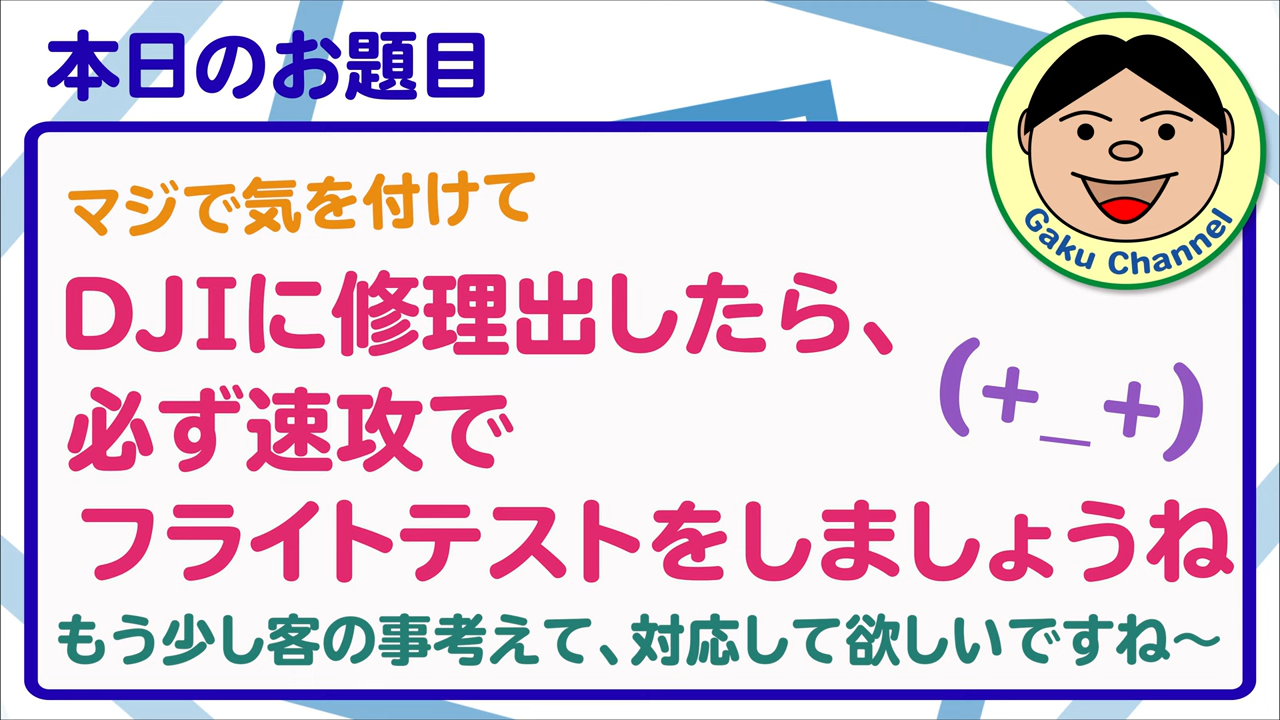 本日のお題目
マジで気を付けて
DJIに修理出したら、
必ず速攻で
フライトテストをしましょうね
(+_+)
もう少し客の事考えて、対応して欲しいですね～
Gaku Channel